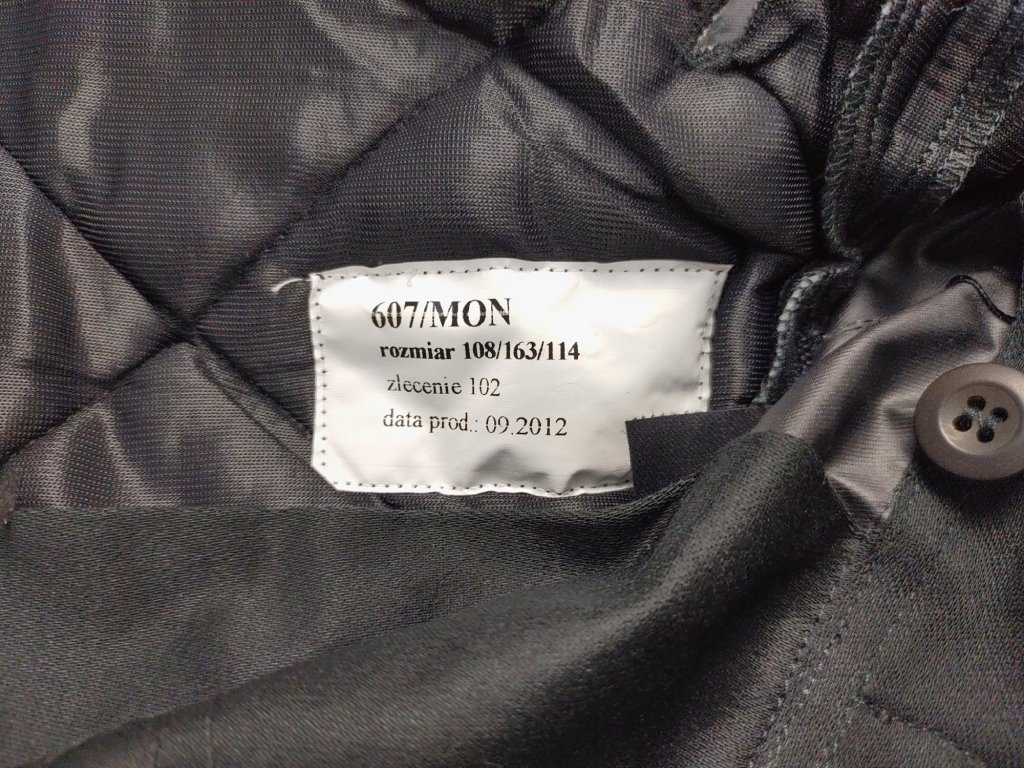 607/MON
rozmiar 108/163/114
zlecenie 102
data prod.: 09.2012